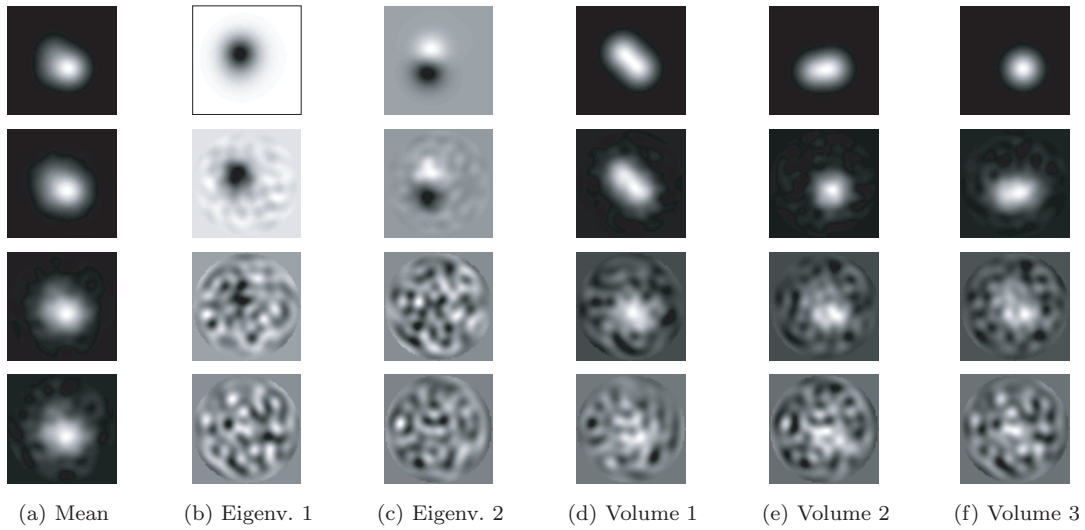 (a) Mean
(b) Eigenv. 1
(c) Eigenv. 2
(d) Volume 1
(e) Volume 2
(f) Volume 3